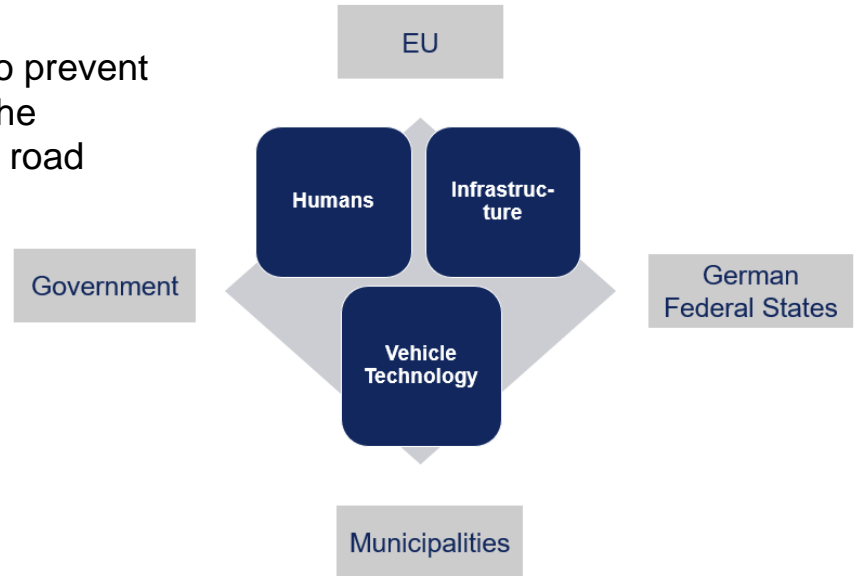 o prevent
he
road
EU
Humans
Infrastruc-
ture
Government
German
Federal States
Vehicle
Technology
Municipalities